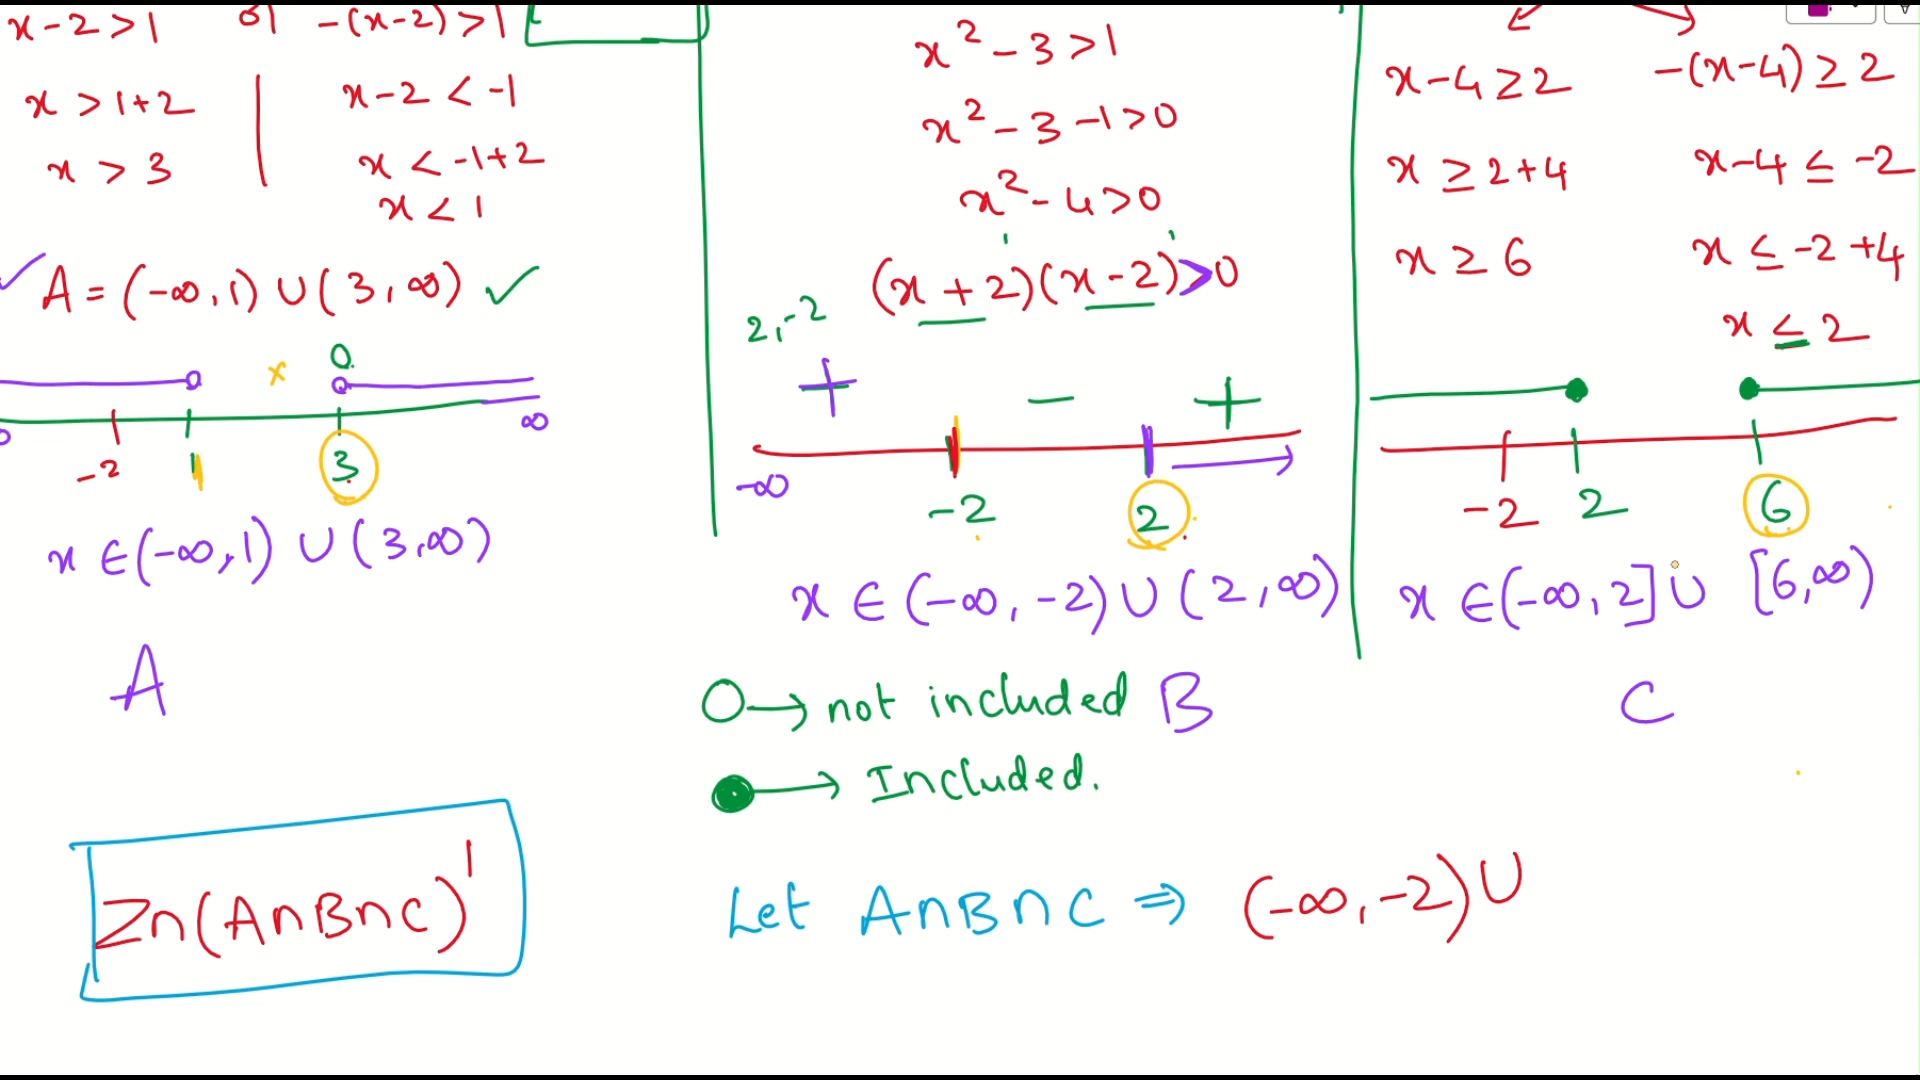 x-2>1 or -(x-2)>1
x>1+2 x-2<-1
x>3 x<-1+2
x<1
A=(-∞,1)∪(3,∞) ✓
x
-2 1 3 ∞
x∈(-∞,1)∪(3,∞)
A
x²-3>1
x²-3-1>0
x²-4>0
(x+2)(x-2)>0
2,-2
+ - +
-∞ -2 2
x∈(-∞,-2)∪(2,∞)
B
x-4≥2 -(x-4)≥2
x≥2+4 x-4≤-2
x≥6 x≤-2+4
x≤2
-2 2 6
x∈(-∞,2]∪[6,∞)
C
O→ not included
●→ Included.
Z∩(A∩B∩C)'
Let A∩B∩C ⇒ (-∞,-2)∪